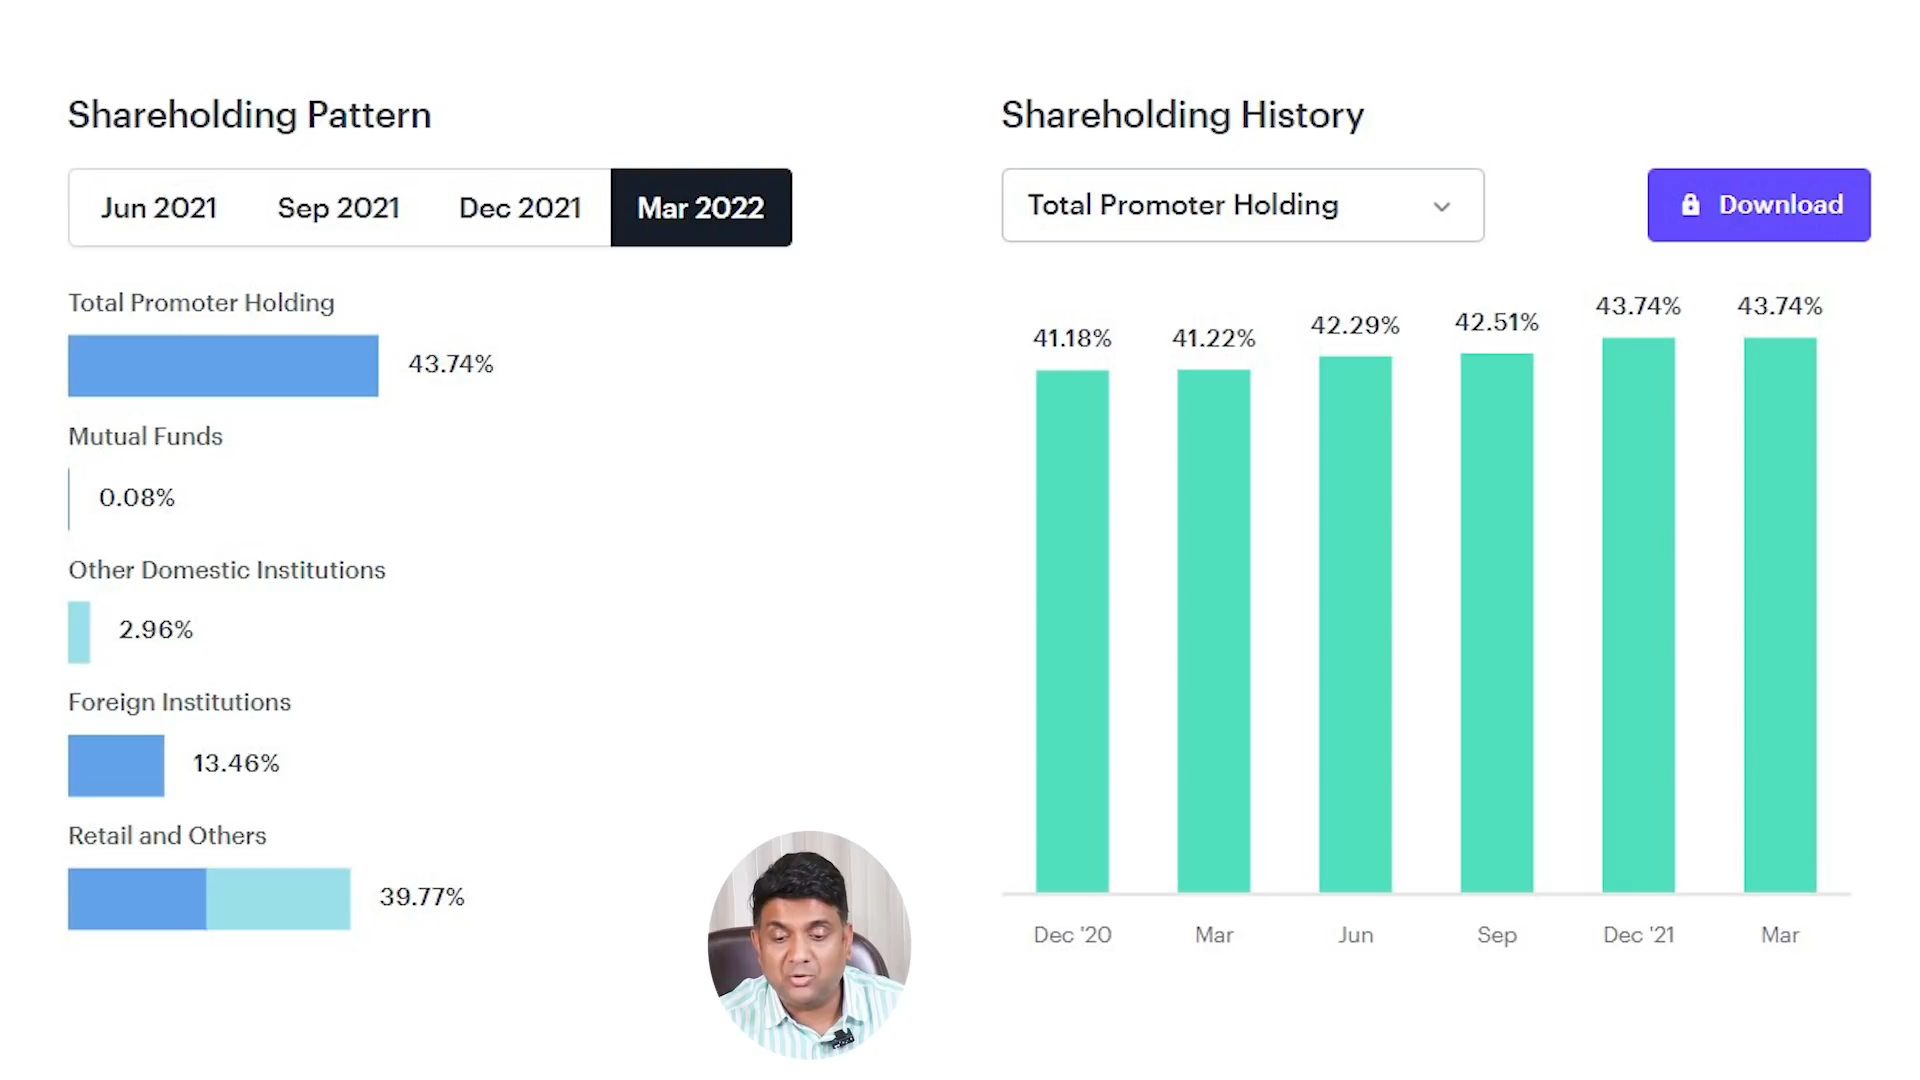 Shareholding Pattern
Jun 2021 Sep 2021 Dec 2021 Mar 2022
Total Promoter Holding
43.74%
Mutual Funds
0.08%
Other Domestic Institutions
2.96%
Foreign Institutions
13.46%
Retail and Others
39.77%
Shareholding History
Total Promoter Holding
Download
41.18% 41.22% 42.29% 42.51% 43.74% 43.74%
Dec '20 Mar Jun Sep Dec '21 Mar